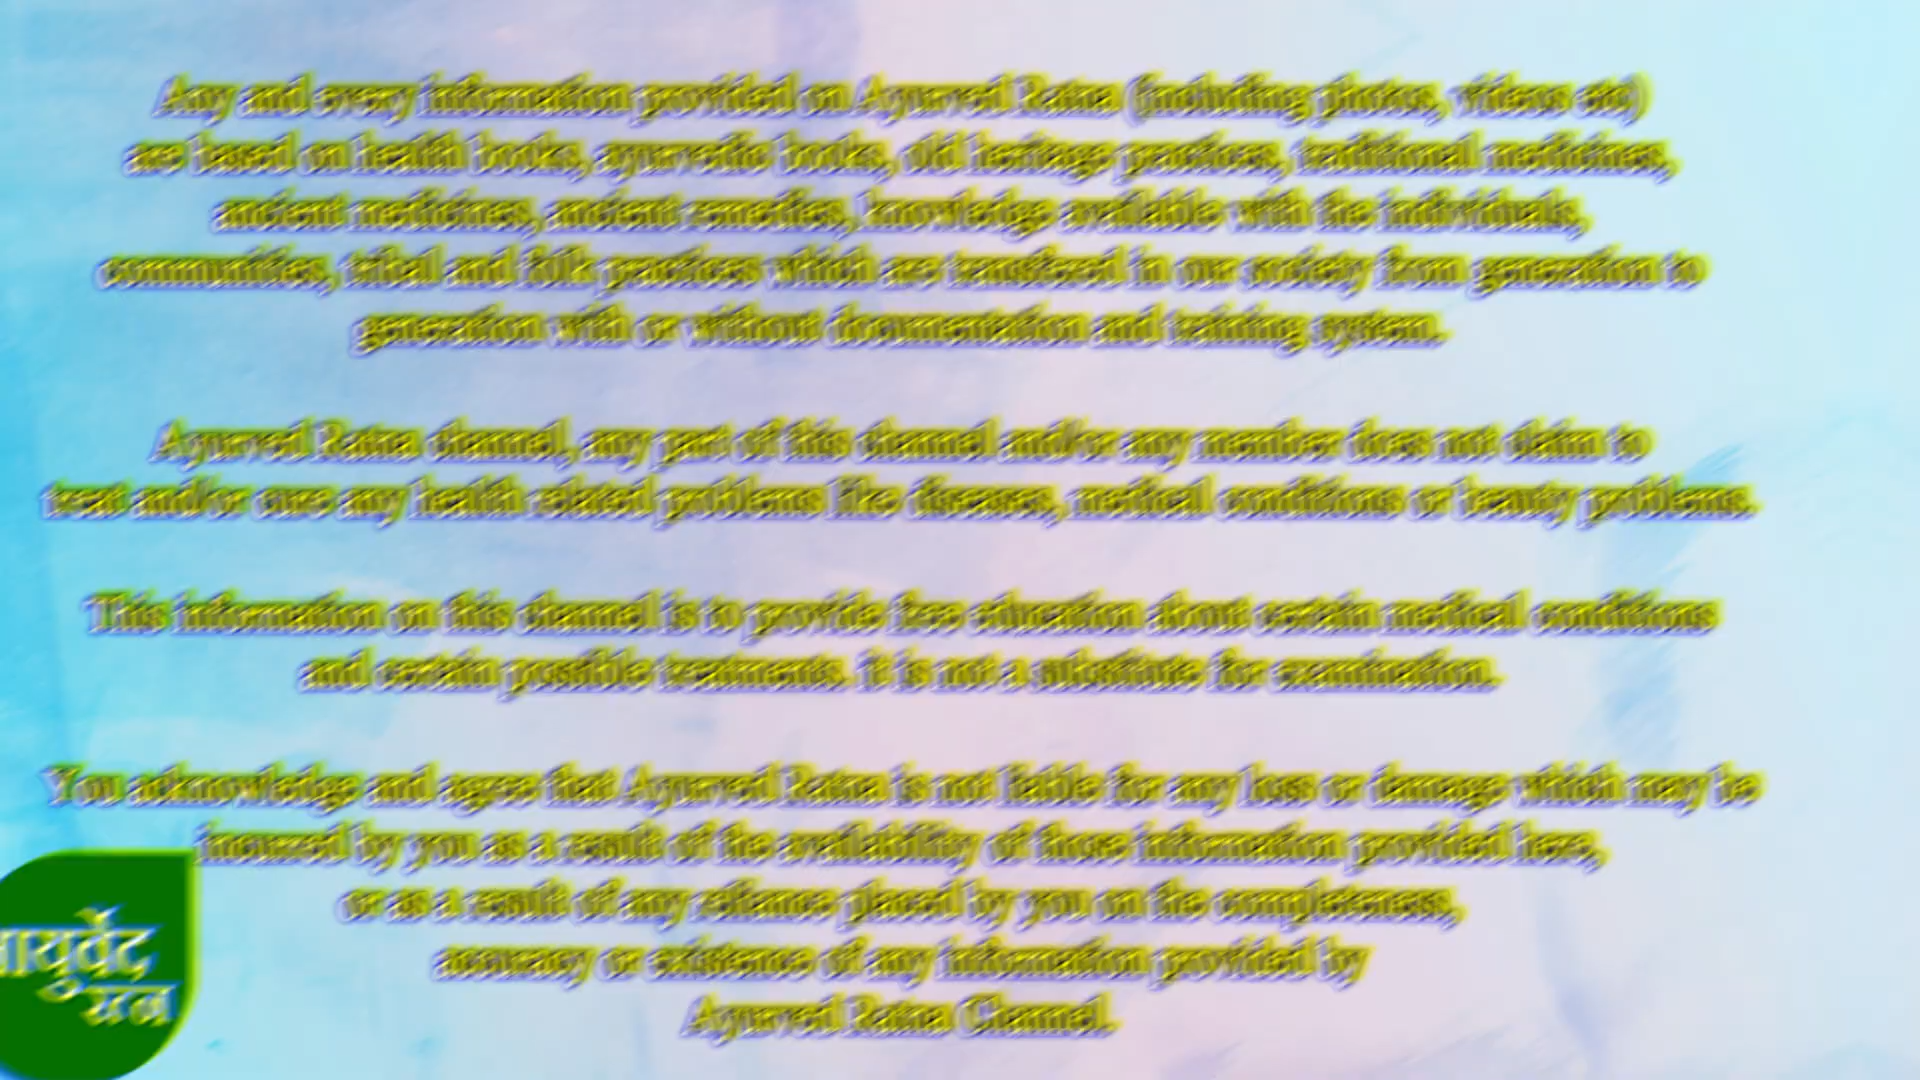 Any and every information provided on Ayurved Ratna (including photos, videos etc)
are based on health books, ayurvedic books, old heritage practices, traditional medicines,
ancient medicines, ancient remedies, knowledge available with the individuals,
communities, tribal and folk practices which are transfered in our society from generation to
generation with or without documentation and training system.
Ayurved Ratna channel, any part of this channel and/or any member does not claim to
treat and/or cure any health related problems like diseases, medical conditions or beauty problems.
This information on this channel is to provide free education about certain medical conditions
and certain possible treatments. it is not a substitute for examination.
You acknowledge and agree that Ayurved Ratna is not liable for any loss or damage which may be
incurred by you as a result of the availability of those information provided here,
or as a result of any reliance placed by you on the completeness,
accuracy or existence of any information provided by
Ayurved Ratna Channel.
आयुर्वेद
रत्न